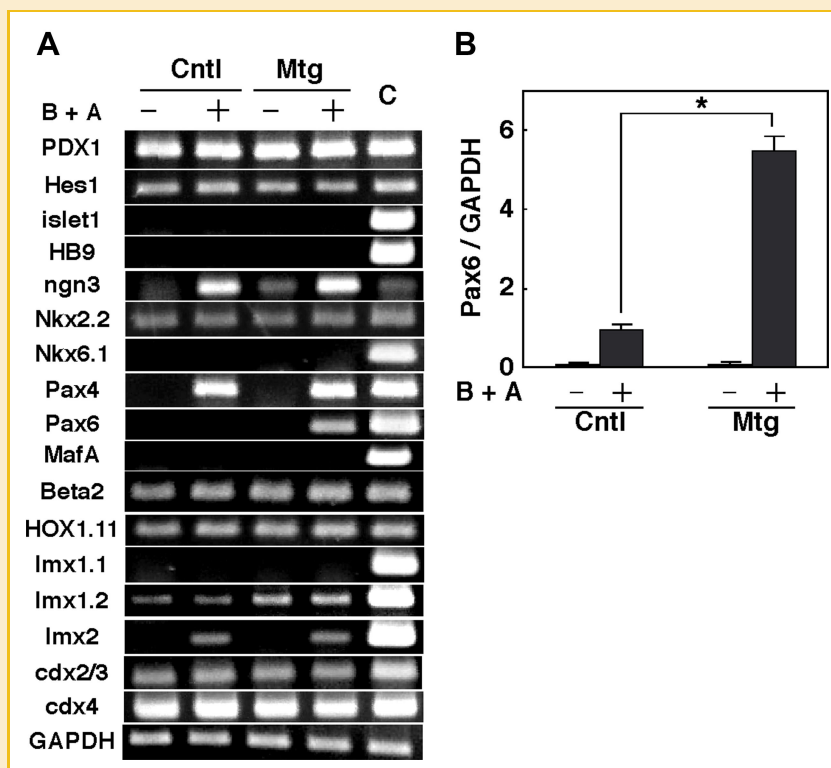 A
Cntl Mtg C
B + A − + − +
PDX1
Hes1
islet1
HB9
ngn3
Nkx2.2
Nkx6.1
Pax4
Pax6
MafA
Beta2
HOX1.11
lmx1.1
lmx1.2
lmx2
cdx2/3
cdx4
GAPDH
B
Pax6 / GAPDH
6
4
2
0
*
B + A − + − +
Cntl Mtg